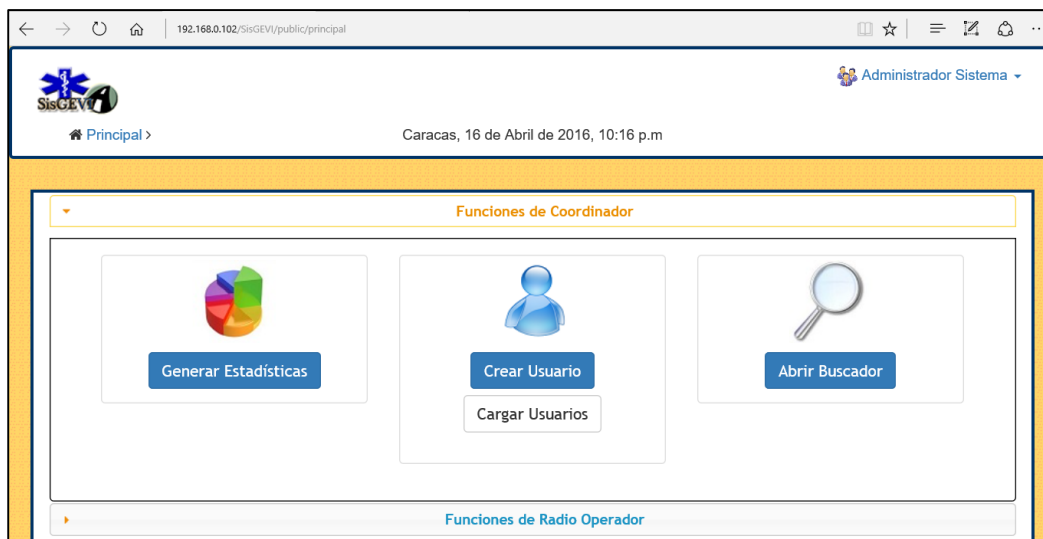 192.168.0.102/SisGEVI/public/principal
Administrador Sistema
SisGEVI
Principal >
Caracas, 16 de Abril de 2016, 10:16 p.m
Funciones de Coordinador
Generar Estadísticas
Crear Usuario
Abrir Buscador
Cargar Usuarios
Funciones de Radio Operador